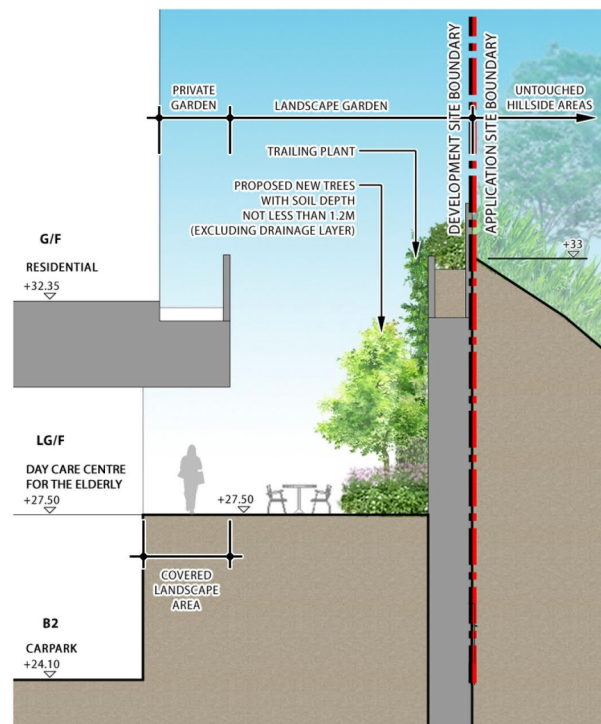 PRIVATE
GARDEN
LANDSCAPE GARDEN
DEVELOPMENT SITE BOUNDARY
APPLICATION SITE BOUNDARY
UNTOUCHED
HILLSIDE AREAS
TRAILING PLANT
PROPOSED NEW TREES
WITH SOIL DEPTH
NOT LESS THAN 1.2M
(EXCLUDING DRAINAGE LAYER)
G/F
RESIDENTIAL
+32.35
+33
LG/F
DAY CARE CENTRE
FOR THE ELDERLY
+27.50
+27.50
COVERED
LANDSCAPE
AREA
B2
CARPARK
+24.10